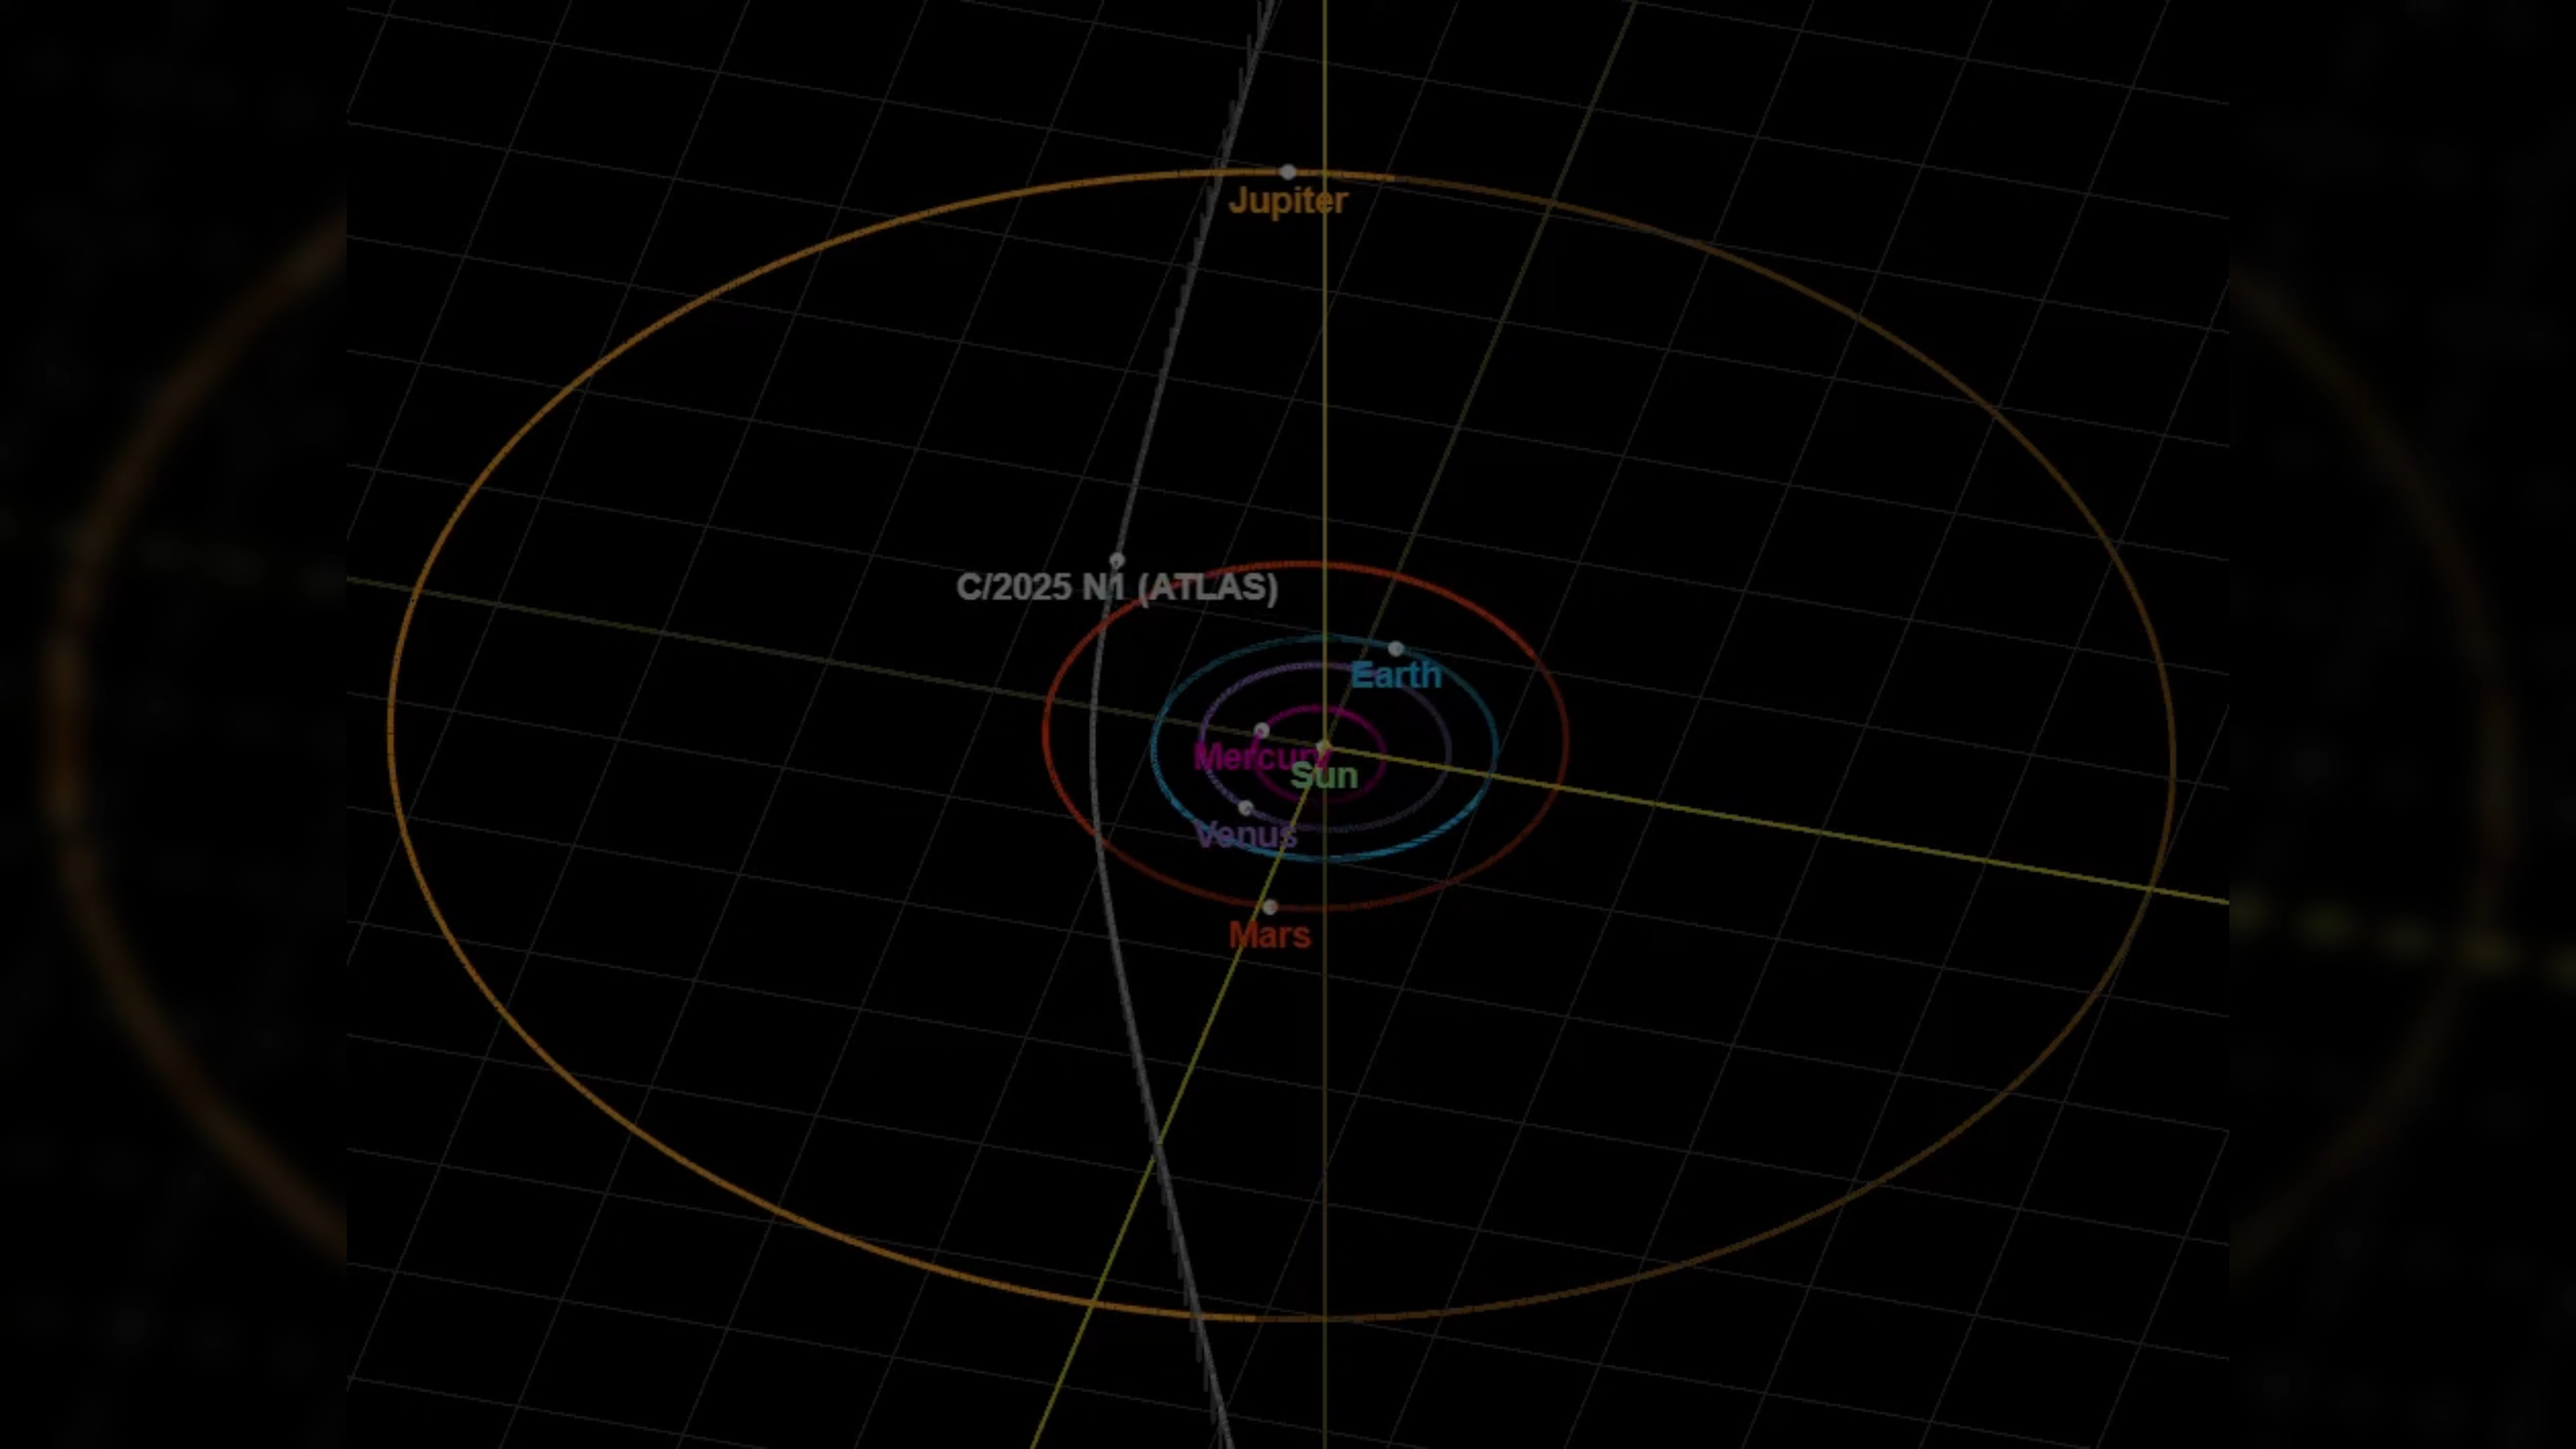 Jupiter
C/2025 N1 (ATLAS)
Earth
Mercury
Sun
Venus
Mars